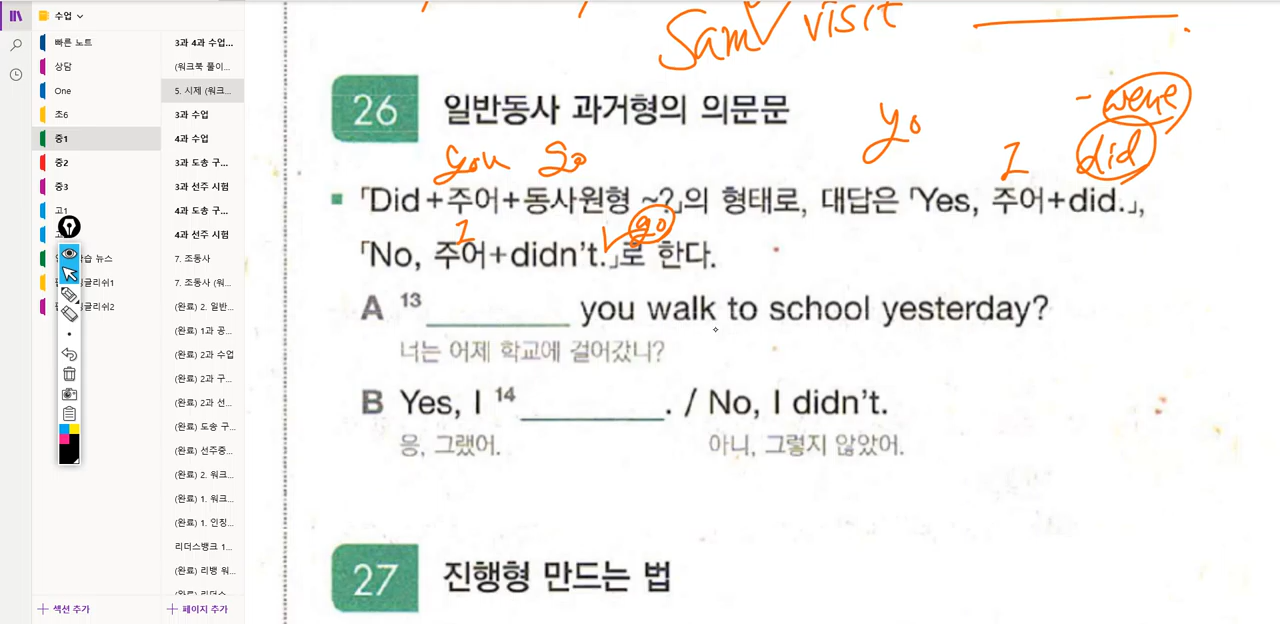 수업
빠른 노트
상담
One
초6
중1
중2
중3
고1
습 뉴스
글리쉬1
글리쉬2
섹션 추가
3과 4과 수업...
(워크북 풀이...
5. 시제 (워크...
3과 수업
4과 수업
3과 도송 구...
3과 선주 시험
4과 도송 구...
4과 선주 시험
7. 조동사
7. 조동사 (워...
(완료) 2. 일반...
(완료) 1과 공...
(완료) 2과 수업
(완료) 2과 구...
(완료) 2과 선...
(완료) 도송 구...
(완료) 선주중...
(완료) 2. 워크...
(완료) 1. 워크...
(완료) 1. 인칭...
리더스뱅크 1...
(완료) 리뱅 워...
페이지 추가
Sam visit
26 일반동사 과거형의 의문문
yo - were
you go I did
「Did+주어+동사원형 ~?」의 형태로, 대답은 「Yes, 주어+did.」,
I go
「No, 주어+didn't.」로 한다.
A 13 you walk to school yesterday?
너는 어제 학교에 걸어갔니?
B Yes, I 14 . / No, I didn't.
응, 그랬어. 아니, 그렇지 않았어.
27 진행형 만드는 법